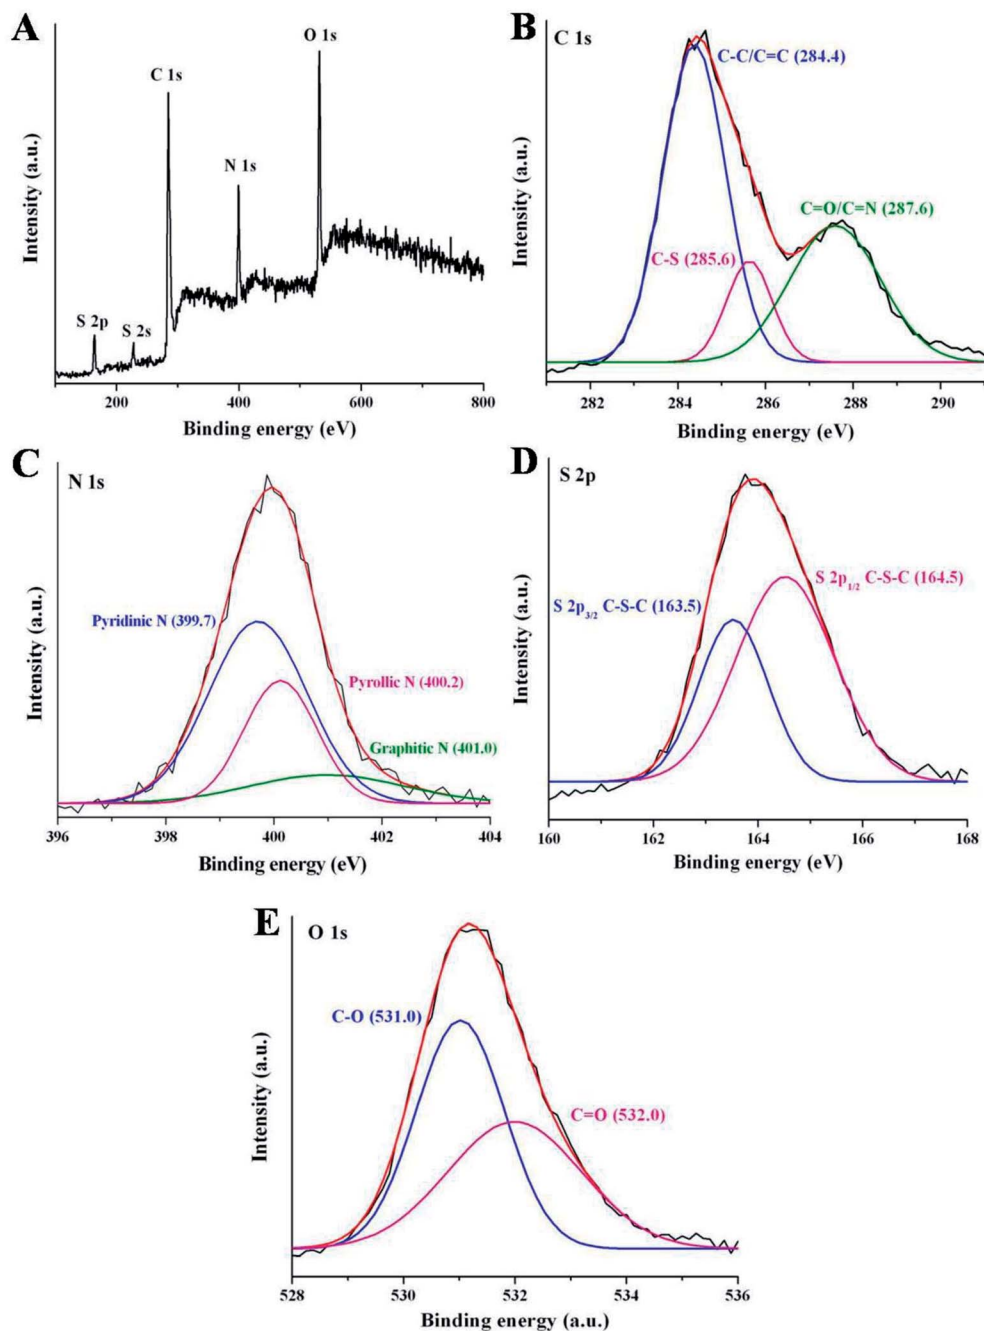 A
O 1s
C 1s
N 1s
S 2p
S 2s
Intensity (a.u.)
200
400
600
800
Binding energy (eV)
B
C 1s
C-C/C=C (284.4)
C=O/C=N (287.6)
C-S (285.6)
Intensity (a.u.)
282
284
286
288
290
Binding energy (eV)
C
N 1s
Pyridinic N (399.7)
Pyrollic N (400.2)
Graphitic N (401.0)
Intensity (a.u.)
396
398
400
402
404
Binding energy (eV)
D
S 2p
S 2p1/2 C-S-C (164.5)
S 2p3/2 C-S-C (163.5)
Intensity (a.u.)
160
162
164
166
168
Binding energy (eV)
E
O 1s
C-O (531.0)
C=O (532.0)
Intensity (a.u.)
528
530
532
534
536
Binding energy (a.u.)